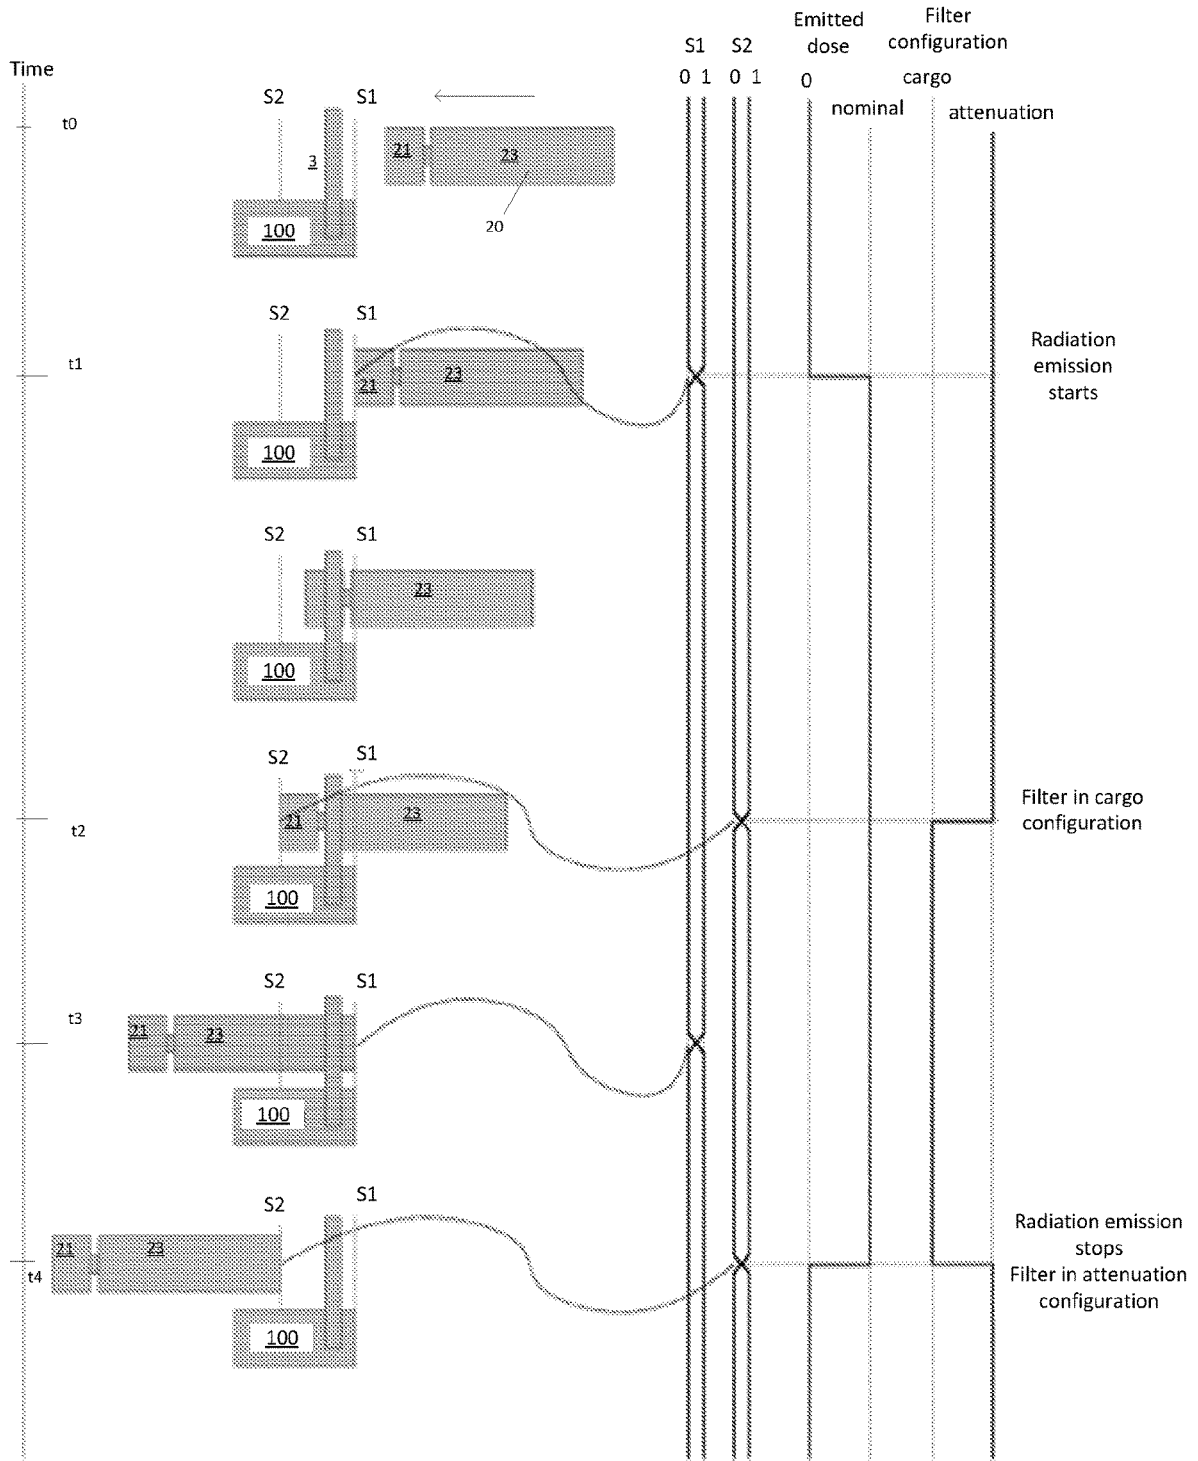 Time
S1
S2
0 1
0 1
Emitted
dose
0
nominal
Filter
configuration
cargo
attenuation
t0
S2
S1
3
21
23
20
100
t1
S2
S1
21
23
100
Radiation
emission
starts
S2
S1
23
100
t2
S2
S1
21
23
100
Filter in cargo
configuration
t3
S2
S1
21
23
100
t4
S2
S1
21
23
100
Radiation emission
stops
Filter in attenuation
configuration